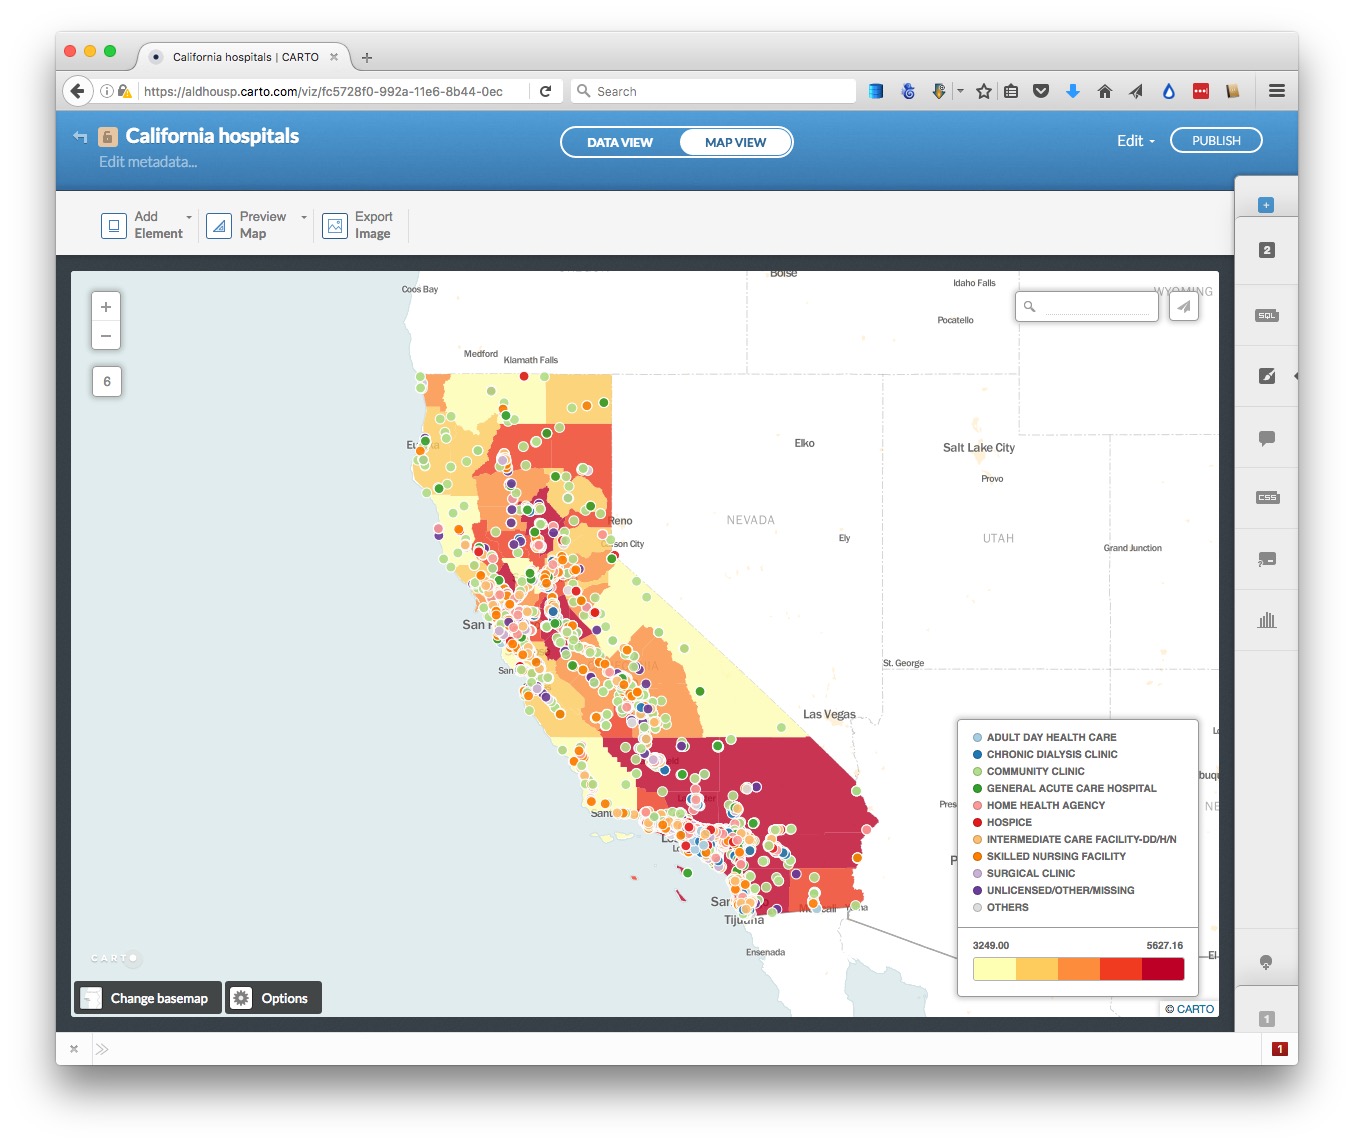 California hospitals | CARTO
https://aldhousp.carto.com/viz/fc5728f0-992a-11e6-8b44-0ec
Search
California hospitals
Edit metadata...
DATA VIEW
MAP VIEW
Edit
PUBLISH
Add
Element
Preview
Map
Export
Image
2
SQL
CSS
1
+
−
6
Boise
Coos Bay
Idaho Falls
WYOMING
Pocatello
Medford
Klamath Falls
Elko
Salt Lake City
Provo
Reno
NEVADA
Ely
UTAH
Grand Junction
San
San
St. George
Las Vegas
Tijuana
Ensenada
ADULT DAY HEALTH CARE
CHRONIC DIALYSIS CLINIC
COMMUNITY CLINIC
GENERAL ACUTE CARE HOSPITAL
HOME HEALTH AGENCY
HOSPICE
INTERMEDIATE CARE FACILITY-DD/H/N
SKILLED NURSING FACILITY
SURGICAL CLINIC
UNLICENSED/OTHER/MISSING
OTHERS
3249.00
5627.16
CARTO
Change basemap
Options
© CARTO
1